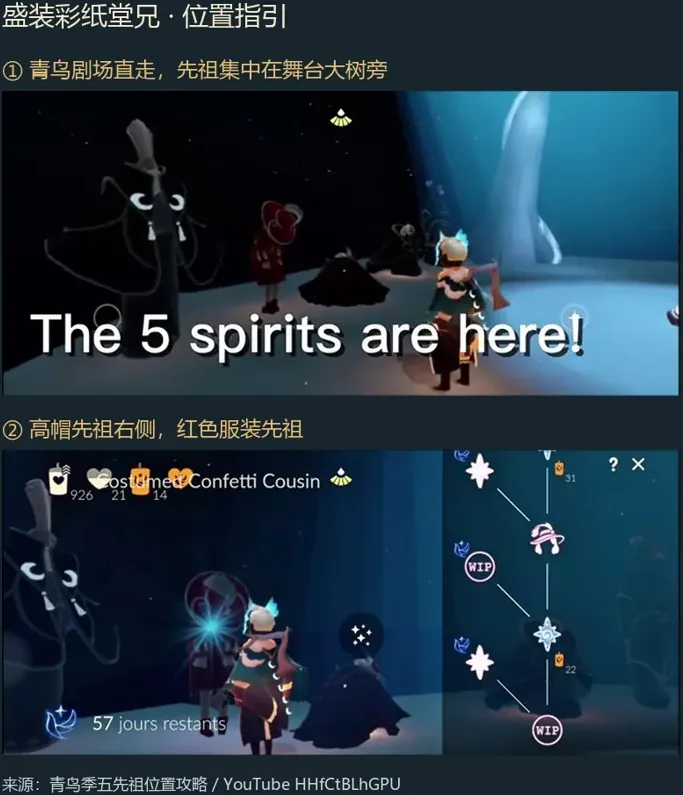 盛装彩纸堂兄 · 位置指引
① 青鸟剧场直走，先祖集中在舞台大树旁
The 5 spirits are here!
② 高帽先祖右侧，红色服装先祖
926 21 14
Costumed Confetti Cousin
31
? ×
WIP
22
WIP
57 jours restants
来源：青鸟季五先祖位置攻略 / YouTube HHfCtBLhGPU